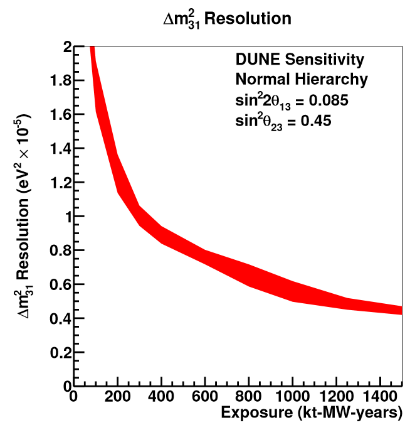 Δm²₃₁ Resolution
DUNE Sensitivity
Normal Hierarchy
sin²2θ₁₃ = 0.085
sin²θ₂₃ = 0.45
Δm²₃₁ Resolution (eV² × 10⁻⁵)
2
1.8
1.6
1.4
1.2
1
0.8
0.6
0.4
0.2
0
0 200 400 600 800 1000 1200 1400
Exposure (kt-MW-years)